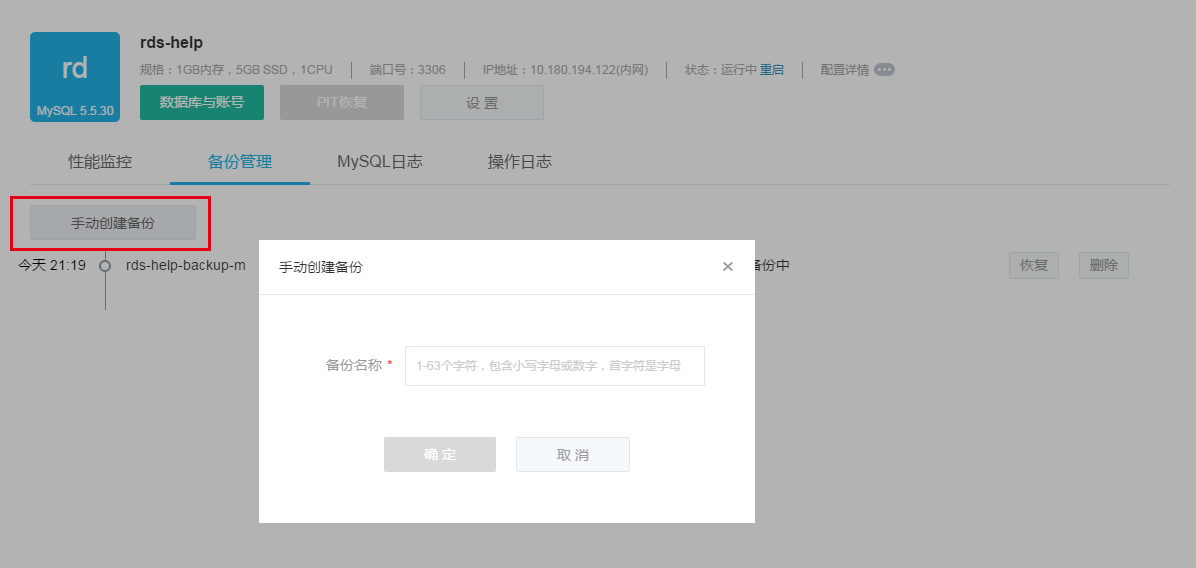 rd
MySQL 5.5.30
rds-help
规格：1GB内存，5GB SSD，1CPU 端口号：3306 IP地址：10.180.194.122(内网) 状态：运行中 重启 配置详情
数据库与账号 PIT恢复 设 置
性能监控 备份管理 MySQL日志 操作日志
手动创建备份
今天 21:19 rds-help-backup-m 备份中 恢复 删除
手动创建备份 ×
备份名称 * 1-63个字符，包含小写字母或数字，首字符是字母
确 定 取 消